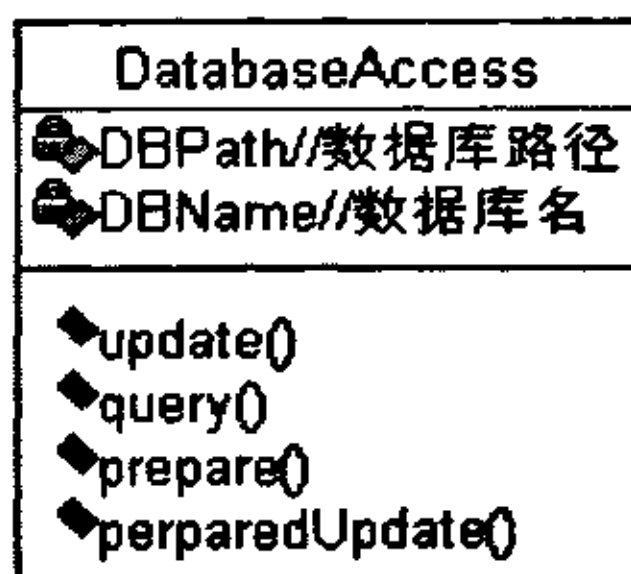 DatabaseAccess
DBPath//数据库路径
DBName//数据库名
update()
query()
prepare()
perparedUpdate()